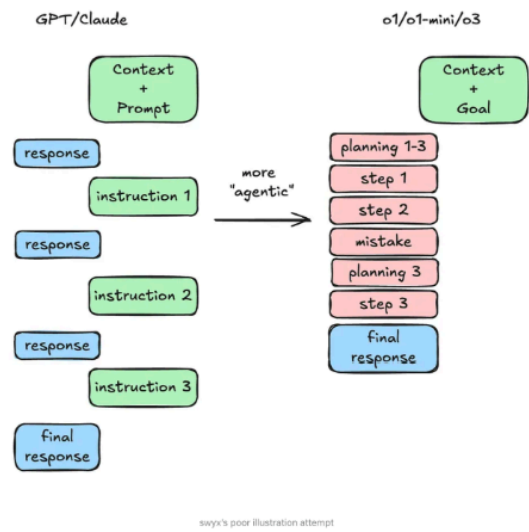 GPT/Claude
Context
+
Prompt
response
instruction 1
response
instruction 2
response
instruction 3
final
response
more
"agentic"
o1/o1-mini/o3
Context
+
Goal
planning 1-3
step 1
step 2
mistake
planning 3
step 3
final
response
swyx's poor illustration attempt